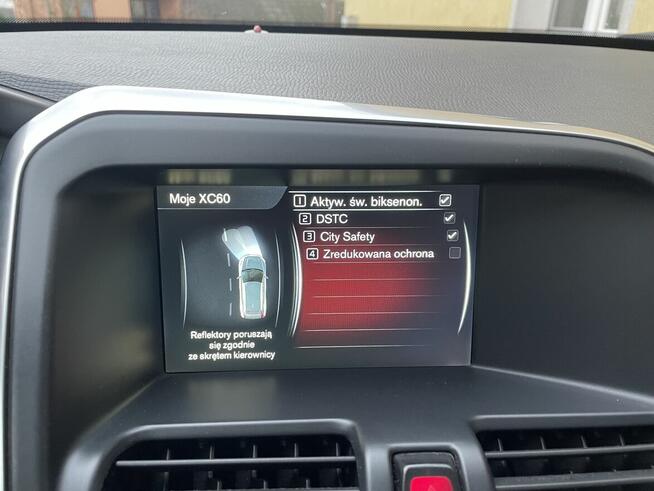 Moje XC60
1 Aktyw. św. biksenon.
2 DSTC
3 City Safety
4 Zredukowana ochrona
Reflektory poruszają
się zgodnie
ze skrętem kierownicy